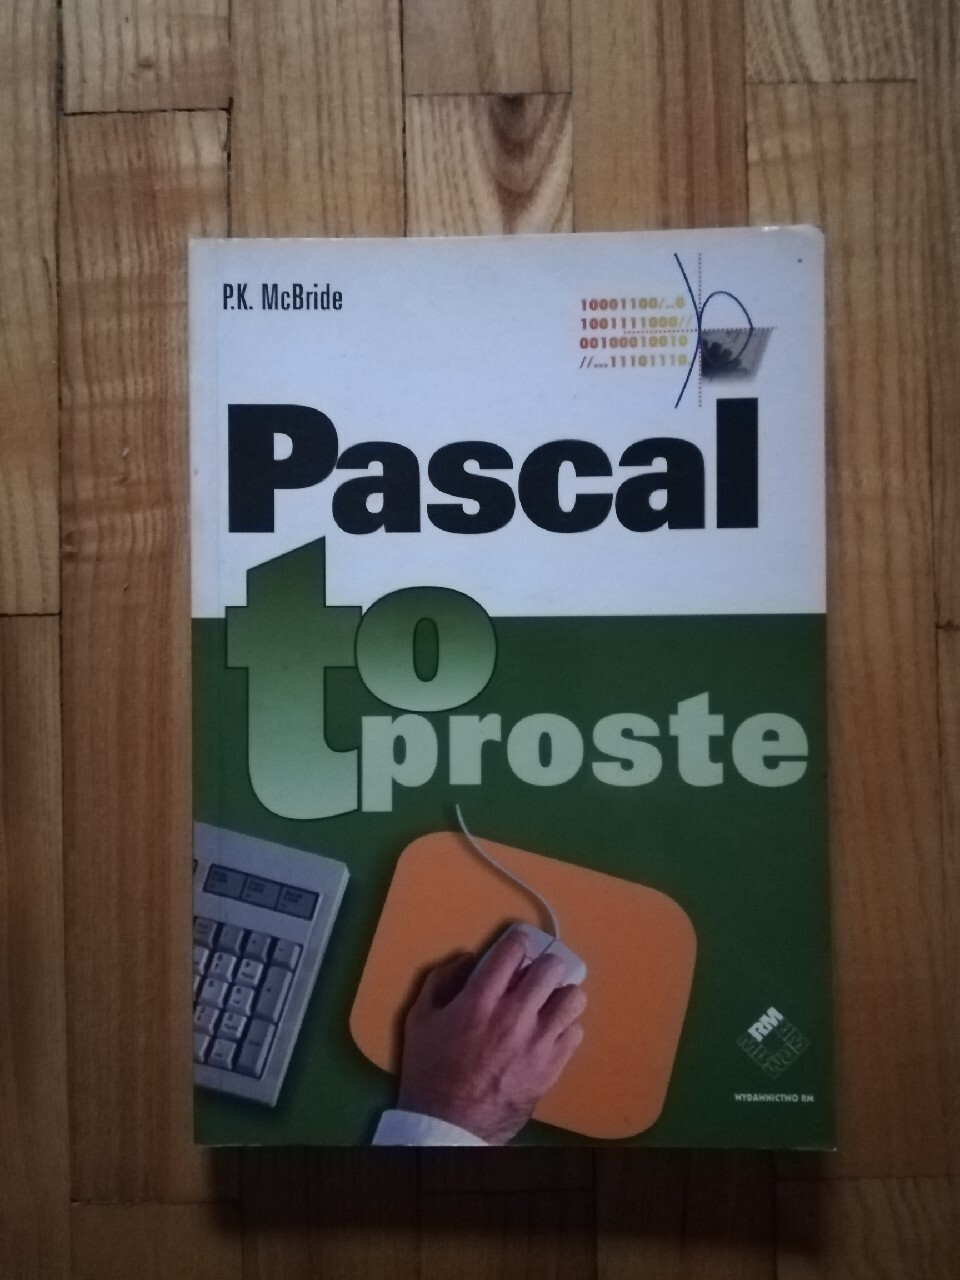 P.K. McBride
10001100/...0
1001111000//
00100010010
//...11101110
Pascal
to
proste
RM
WYDAWNICTWO RM